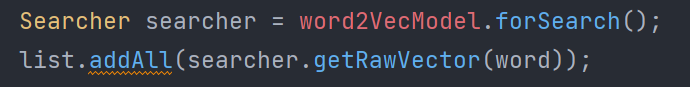 Searcher searcher = word2VecModel.forSearch();
list.addAll(searcher.getRawVector(word));